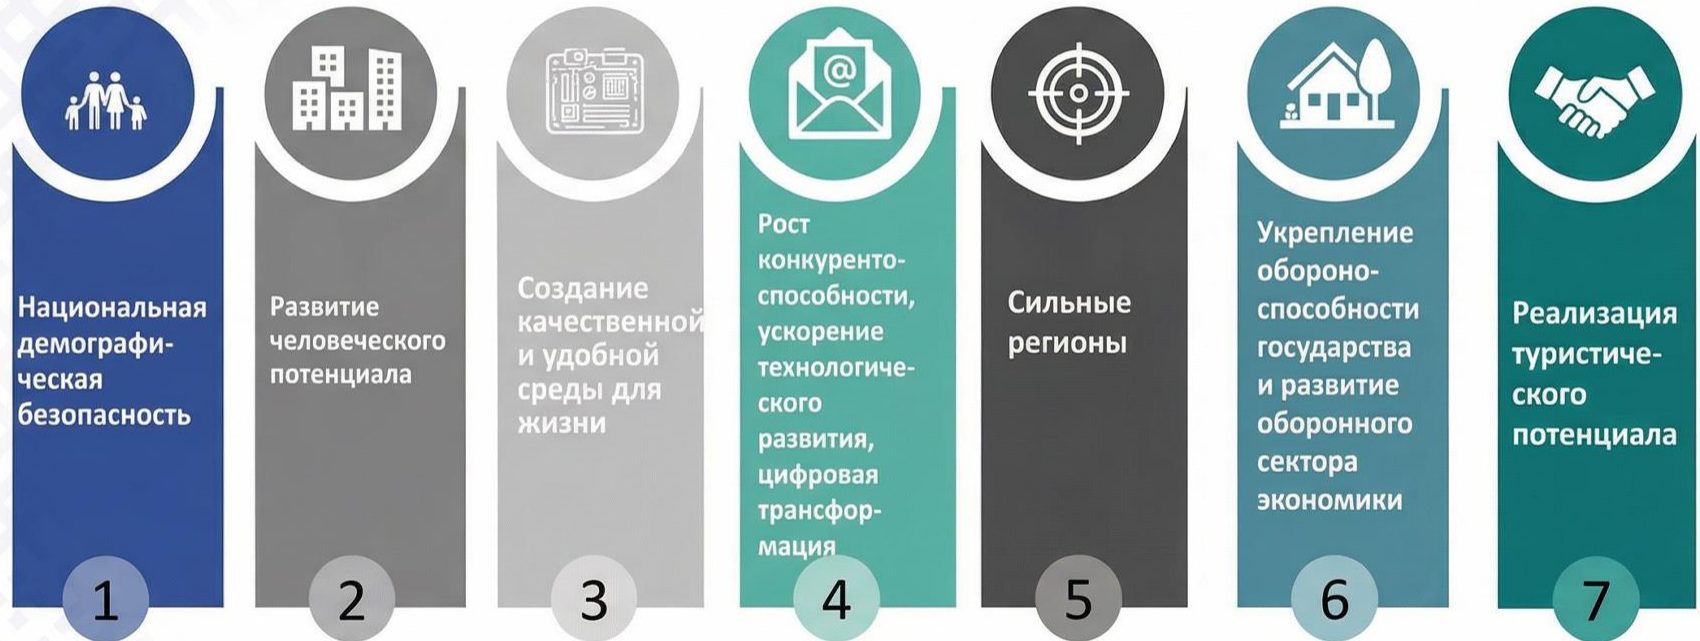 @
Национальная
демографи-
ческая
безопасность
1
Развитие
человеческого
потенциала
2
Создание
качественной
и удобной
среды для
жизни
3
Рост
конкуренто-
способности,
ускорение
технологиче-
ского
развития,
цифровая
трансфор-
мация
4
Сильные
регионы
5
Укрепление
обороно-
способности
государства
и развитие
оборонного
сектора
экономики
6
Реализация
туристиче-
ского
потенциала
7